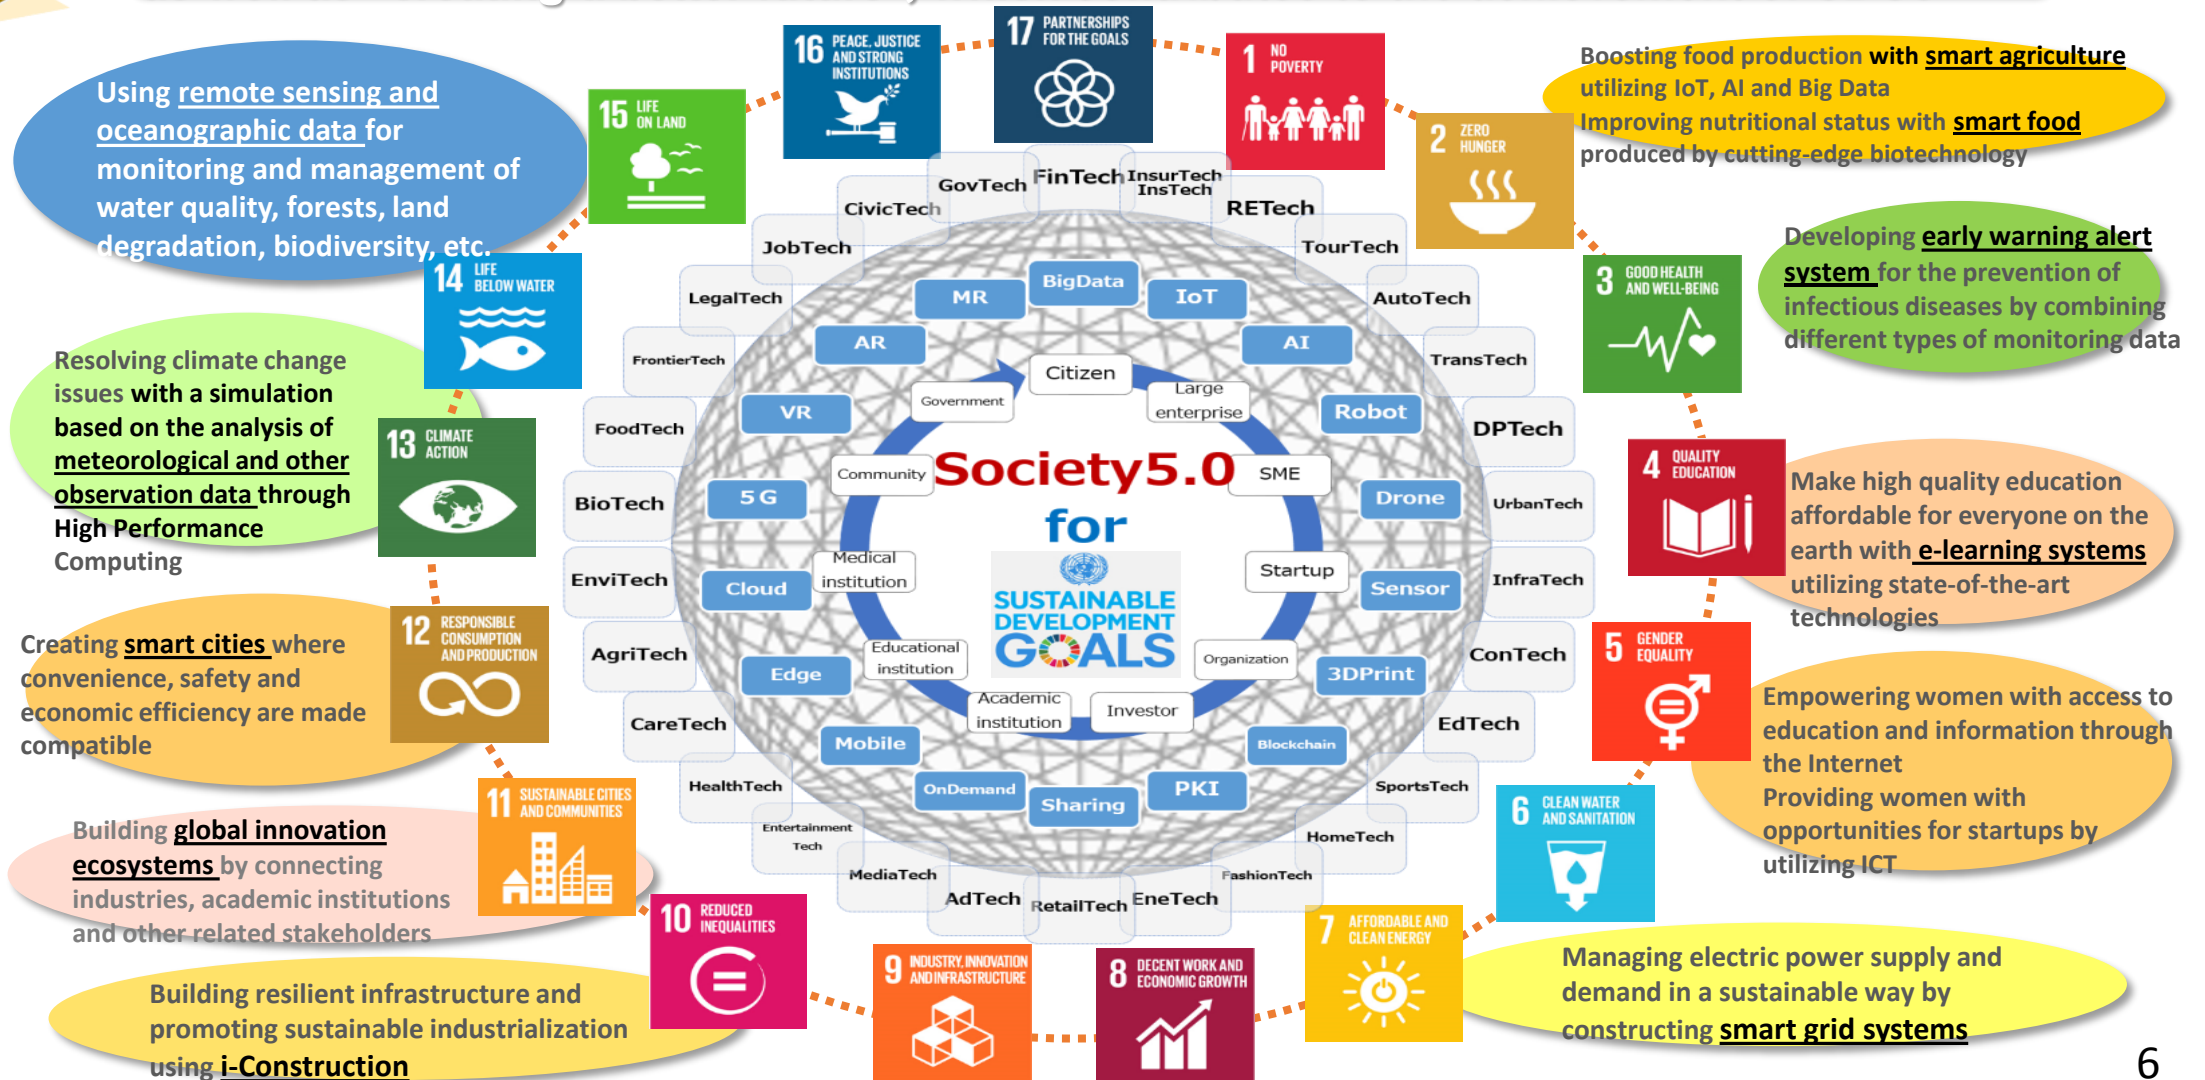 17 PARTNERSHIPS
FOR THE GOALS
16 PEACE, JUSTICE
AND STRONG
INSTITUTIONS
1 NO
POVERTY
15 LIFE
ON LAND
2 ZERO
HUNGER
Using remote sensing and
oceanographic data for
monitoring and management of
water quality, forests, land
degradation, biodiversity, etc.
Boosting food production with smart agriculture
utilizing IoT, AI and Big Data
Improving nutritional status with smart food
produced by cutting-edge biotechnology
14 LIFE
BELOW WATER
3 GOOD HEALTH
AND WELL-BEING
Developing early warning alert
system for the prevention of
infectious diseases by combining
different types of monitoring data
Resolving climate change
issues with a simulation
based on the analysis of
meteorological and other
observation data through
High Performance
Computing
13 CLIMATE
ACTION
4 QUALITY
EDUCATION
Make high quality education
affordable for everyone on the
earth with e-learning systems
utilizing state-of-the-art
technologies
Creating smart cities where
convenience, safety and
economic efficiency are made
compatible
12 RESPONSIBLE
CONSUMPTION
AND PRODUCTION
5 GENDER
EQUALITY
Empowering women with access to
education and information through
the Internet
Providing women with
opportunities for startups by
utilizing ICT
Building global innovation
ecosystems by connecting
industries, academic institutions
and other related stakeholders
11 SUSTAINABLE CITIES
AND COMMUNITIES
6 CLEAN WATER
AND SANITATION
Building resilient infrastructure and
promoting sustainable industrialization
using i-Construction
10 REDUCED
INEQUALITIES
9 INDUSTRY, INNOVATION
AND INFRASTRUCTURE
8 DECENT WORK AND
ECONOMIC GROWTH
7 AFFORDABLE AND
CLEAN ENERGY
Managing electric power supply and
demand in a sustainable way by
constructing smart grid systems
FinTech
InsurTech
InsTech
RETech
TourTech
AutoTech
TransTech
DPTech
UrbanTech
InfraTech
ConTech
EdTech
SportsTech
HomeTech
FashionTech
EneTech
RetailTech
AdTech
MediaTech
Entertainment
Tech
HealthTech
CareTech
AgriTech
EnviTech
BioTech
FoodTech
FrontierTech
LegalTech
JobTech
CivicTech
GovTech
BigData
IoT
AI
Robot
Drone
Sensor
3DPrint
Blockchain
PKI
Sharing
OnDemand
Mobile
Edge
Cloud
5G
VR
AR
MR
Citizen
Large
enterprise
SME
Startup
Organization
Investor
Academic
institution
Educational
institution
Medical
institution
Community
Government
Society5.0
for
SUSTAINABLE
DEVELOPMENT
GOALS
6